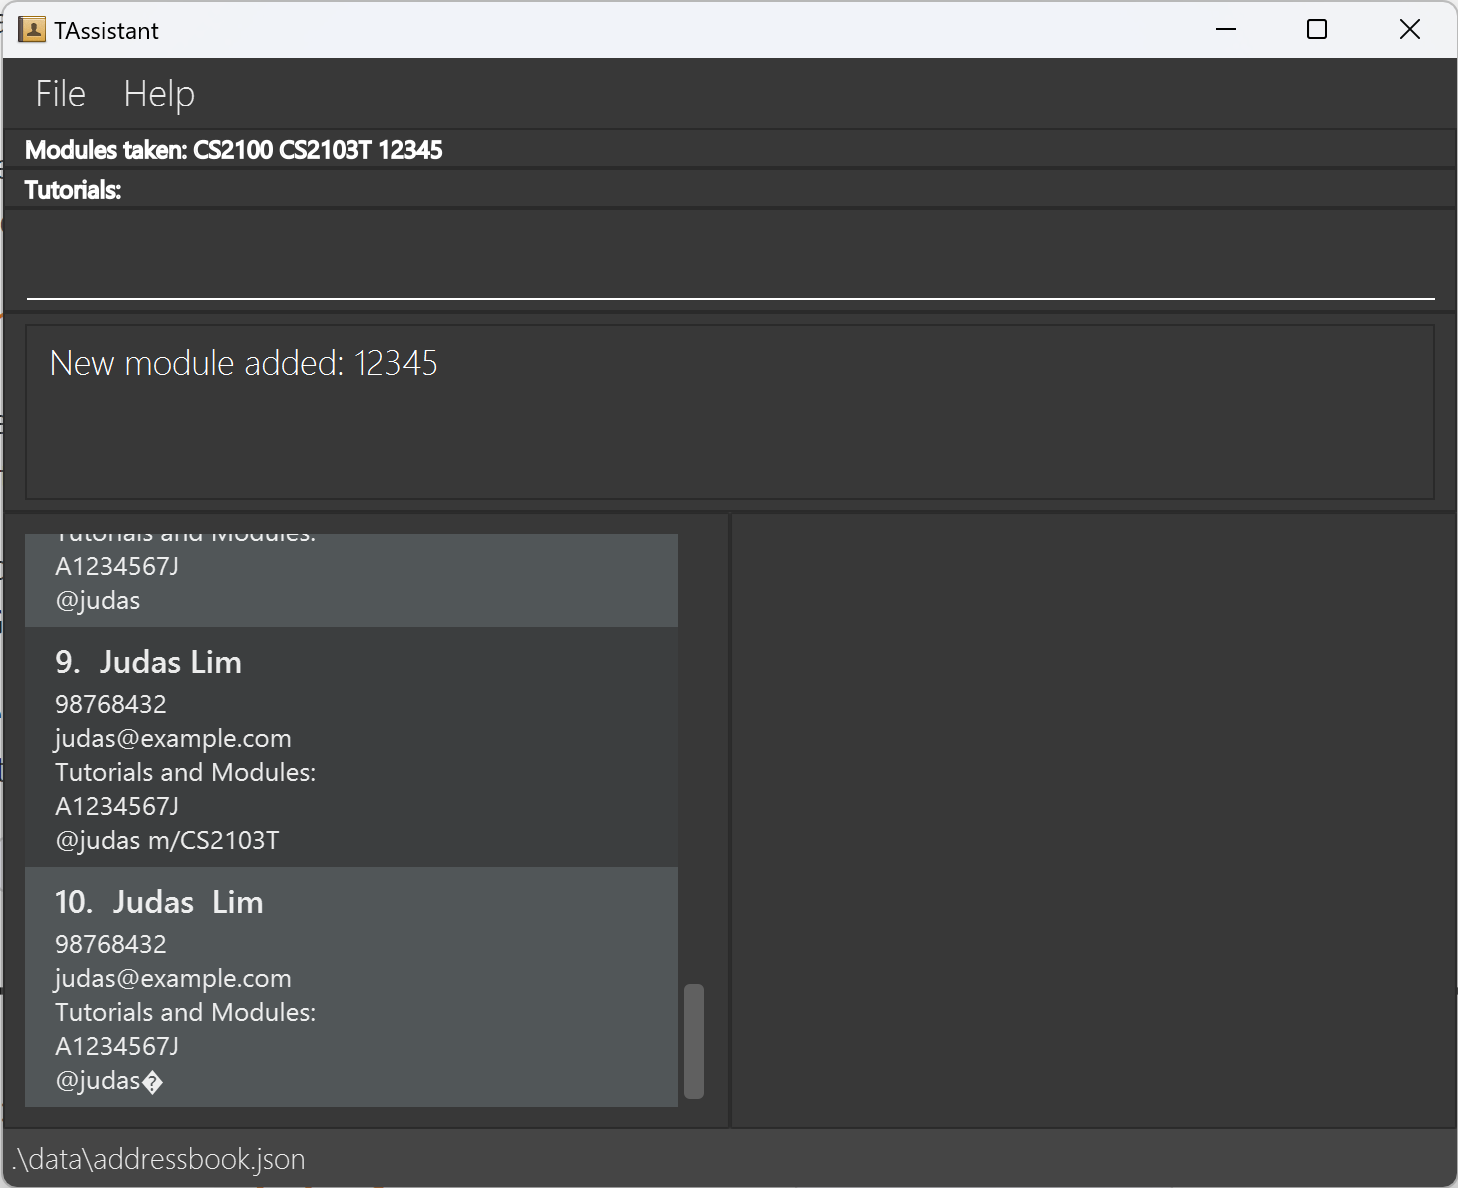 TAssistant
File Help
Modules taken: CS2100 CS2103T 12345
Tutorials:
New module added: 12345
Tutorials and Modules:
A1234567J
@judas
9. Judas Lim
98768432
judas@example.com
Tutorials and Modules:
A1234567J
@judas m/CS2103T
10. Judas  Lim
98768432
judas@example.com
Tutorials and Modules:
A1234567J
@judas�
.\data\addressbook.json